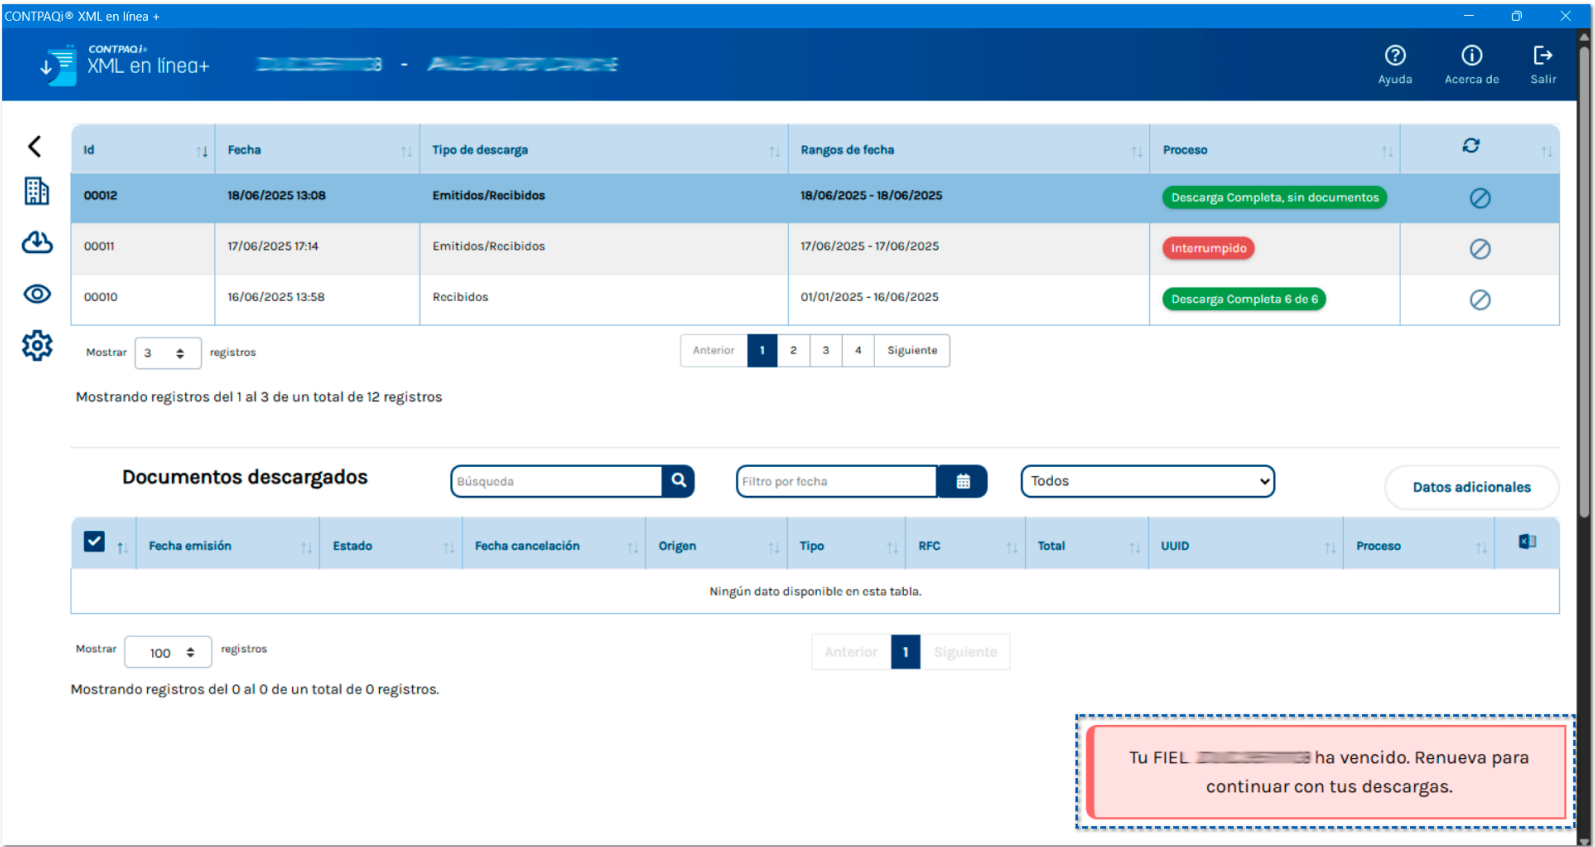 CONTPAQi® XML en línea +
CONTPAQi®
XML en línea+
-
Ayuda
Acerca de
Salir
Id
Fecha
Tipo de descarga
Rangos de fecha
Proceso
00012
18/06/2025 13:08
Emitidos/Recibidos
18/06/2025 - 18/06/2025
Descarga Completa, sin documentos
00011
17/06/2025 17:14
Emitidos/Recibidos
17/06/2025 - 17/06/2025
Interrumpido
00010
16/06/2025 13:58
Recibidos
01/01/2025 - 16/06/2025
Descarga Completa 6 de 6
Mostrar 3 registros
Anterior 1 2 3 4 Siguiente
Mostrando registros del 1 al 3 de un total de 12 registros
Documentos descargados
Búsqueda
Filtro por fecha
Todos
Datos adicionales
Fecha emisión
Estado
Fecha cancelación
Origen
Tipo
RFC
Total
UUID
Proceso
Ningún dato disponible en esta tabla.
Mostrar 100 registros
Anterior 1 Siguiente
Mostrando registros del 0 al 0 de un total de 0 registros.
Tu FIEL ha vencido. Renueva para
continuar con tus descargas.